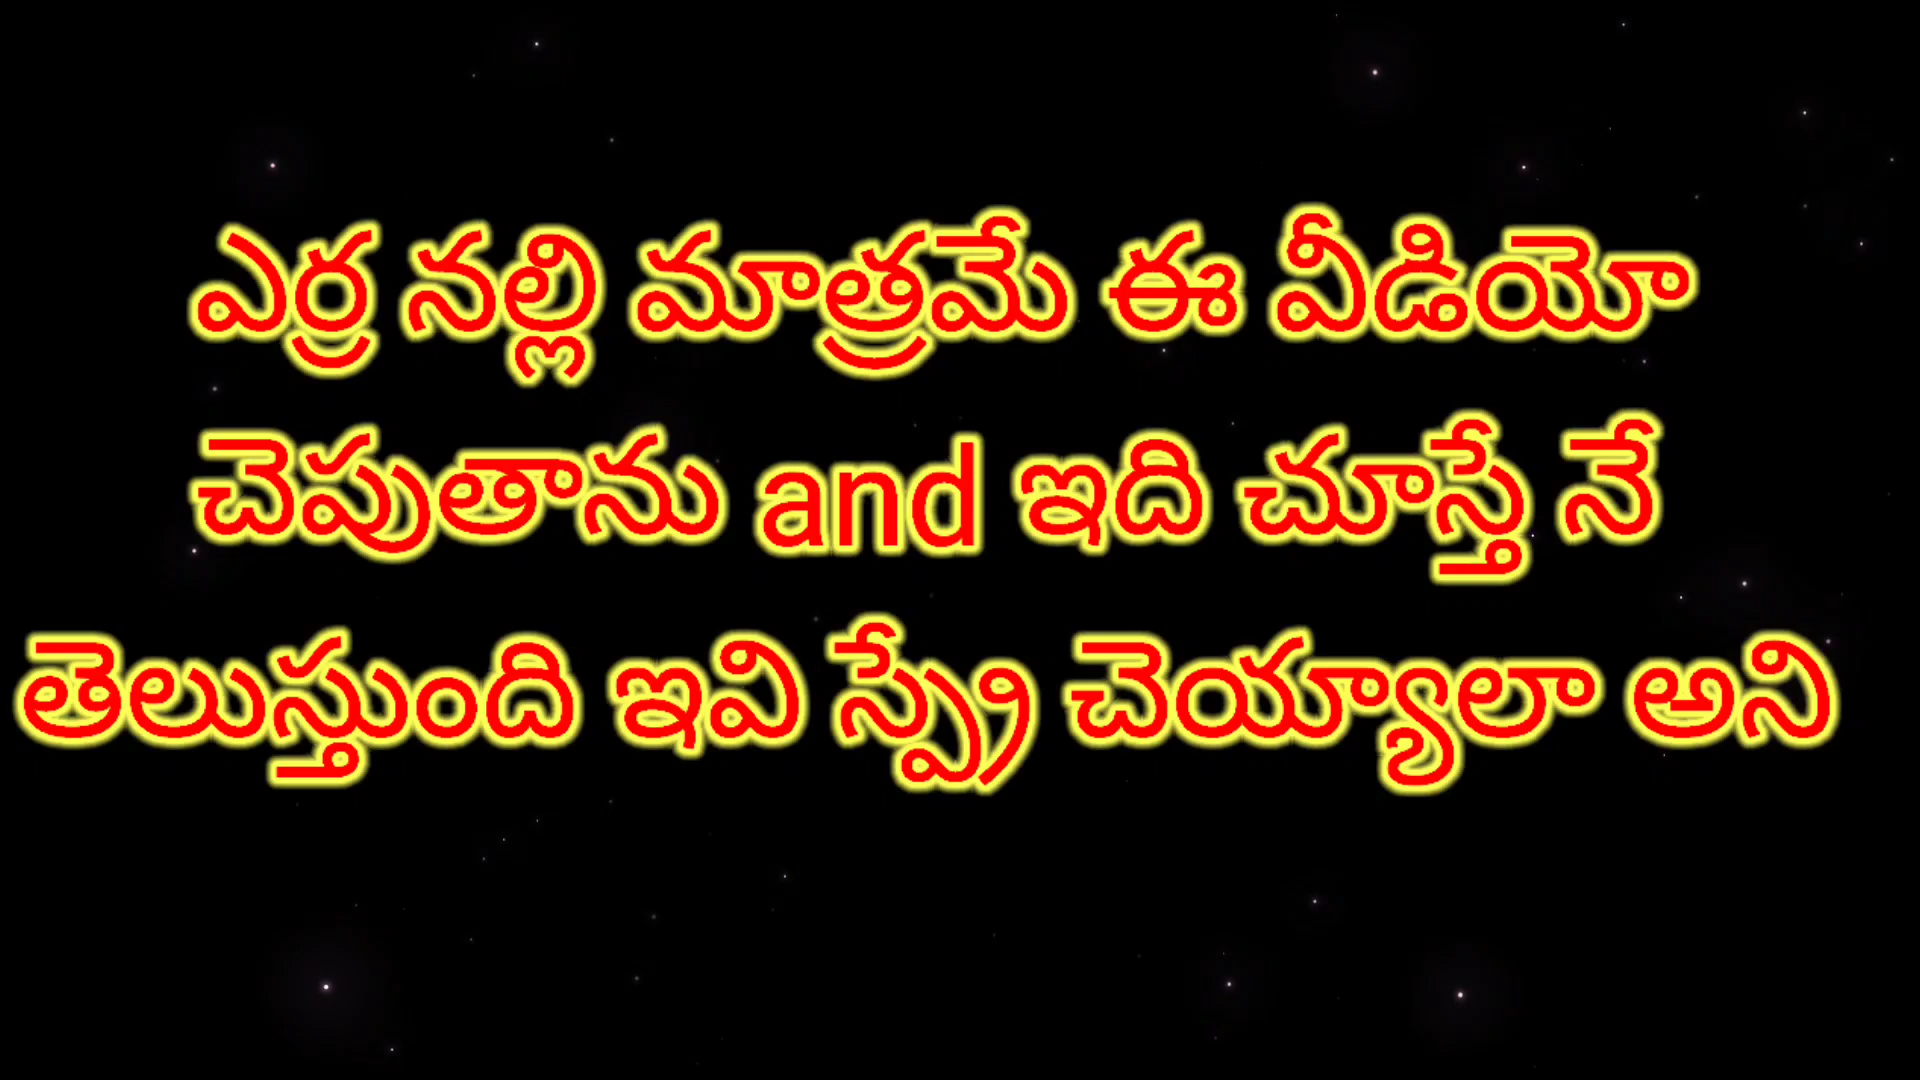 ఎర్ర నల్లి మాత్రమే ఈ వీడియో
చెపుతాను and ఇది చూస్తే నే
తెలుస్తుంది ఇవి స్ప్రే చెయ్యాలా అని